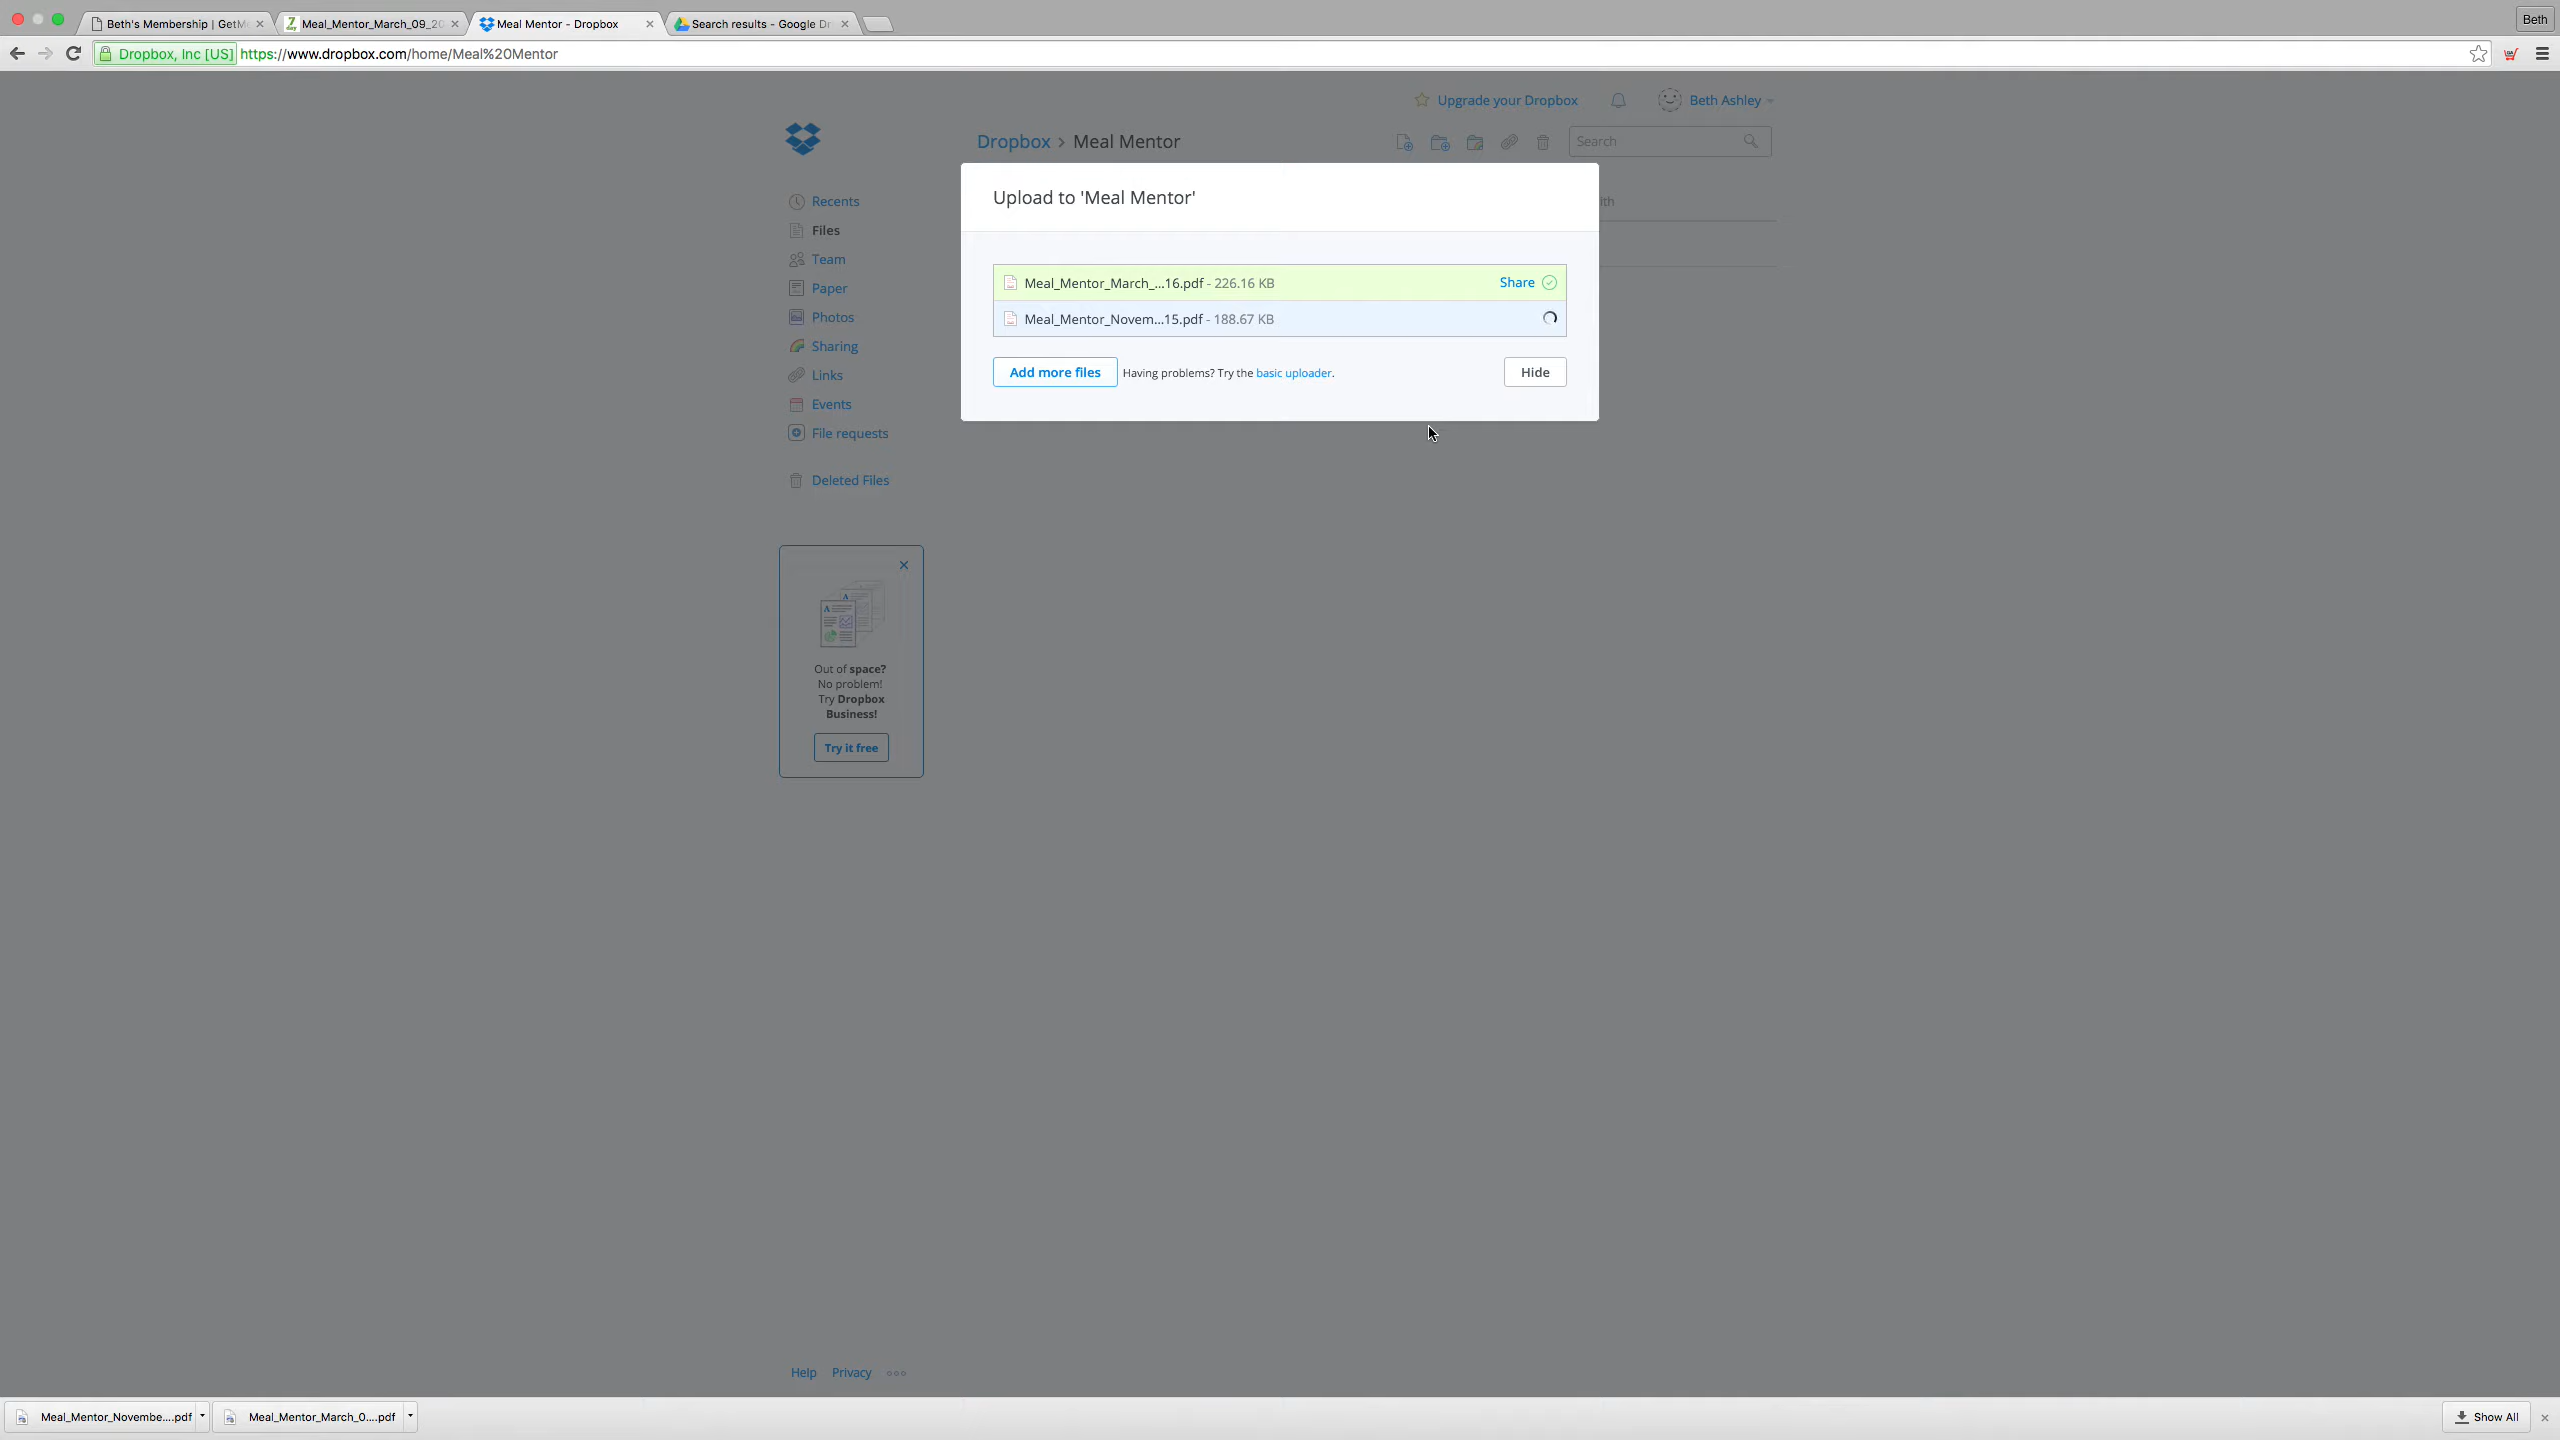 Beth's Membership | GetM
Meal_Mentor_March_09_20
Meal Mentor - Dropbox
Search results - Google Dr
Beth
Dropbox, Inc [US]
https://www.dropbox.com/home/Meal%20Mentor
Upgrade your Dropbox
Beth Ashley
Dropbox › Meal Mentor
Search
Upload to 'Meal Mentor'
Recents
Files
Team
Paper
Photos
Sharing
Links
Events
File requests
Deleted Files
Meal_Mentor_March_...16.pdf - 226.16 KB
Share
Meal_Mentor_Novem...15.pdf - 188.67 KB
Add more files
Having problems? Try the basic uploader.
Hide
Out of space?
No problem!
Try Dropbox
Business!
Try it free
Help
Privacy
Meal_Mentor_Novembe....pdf
Meal_Mentor_March_0....pdf
Show All